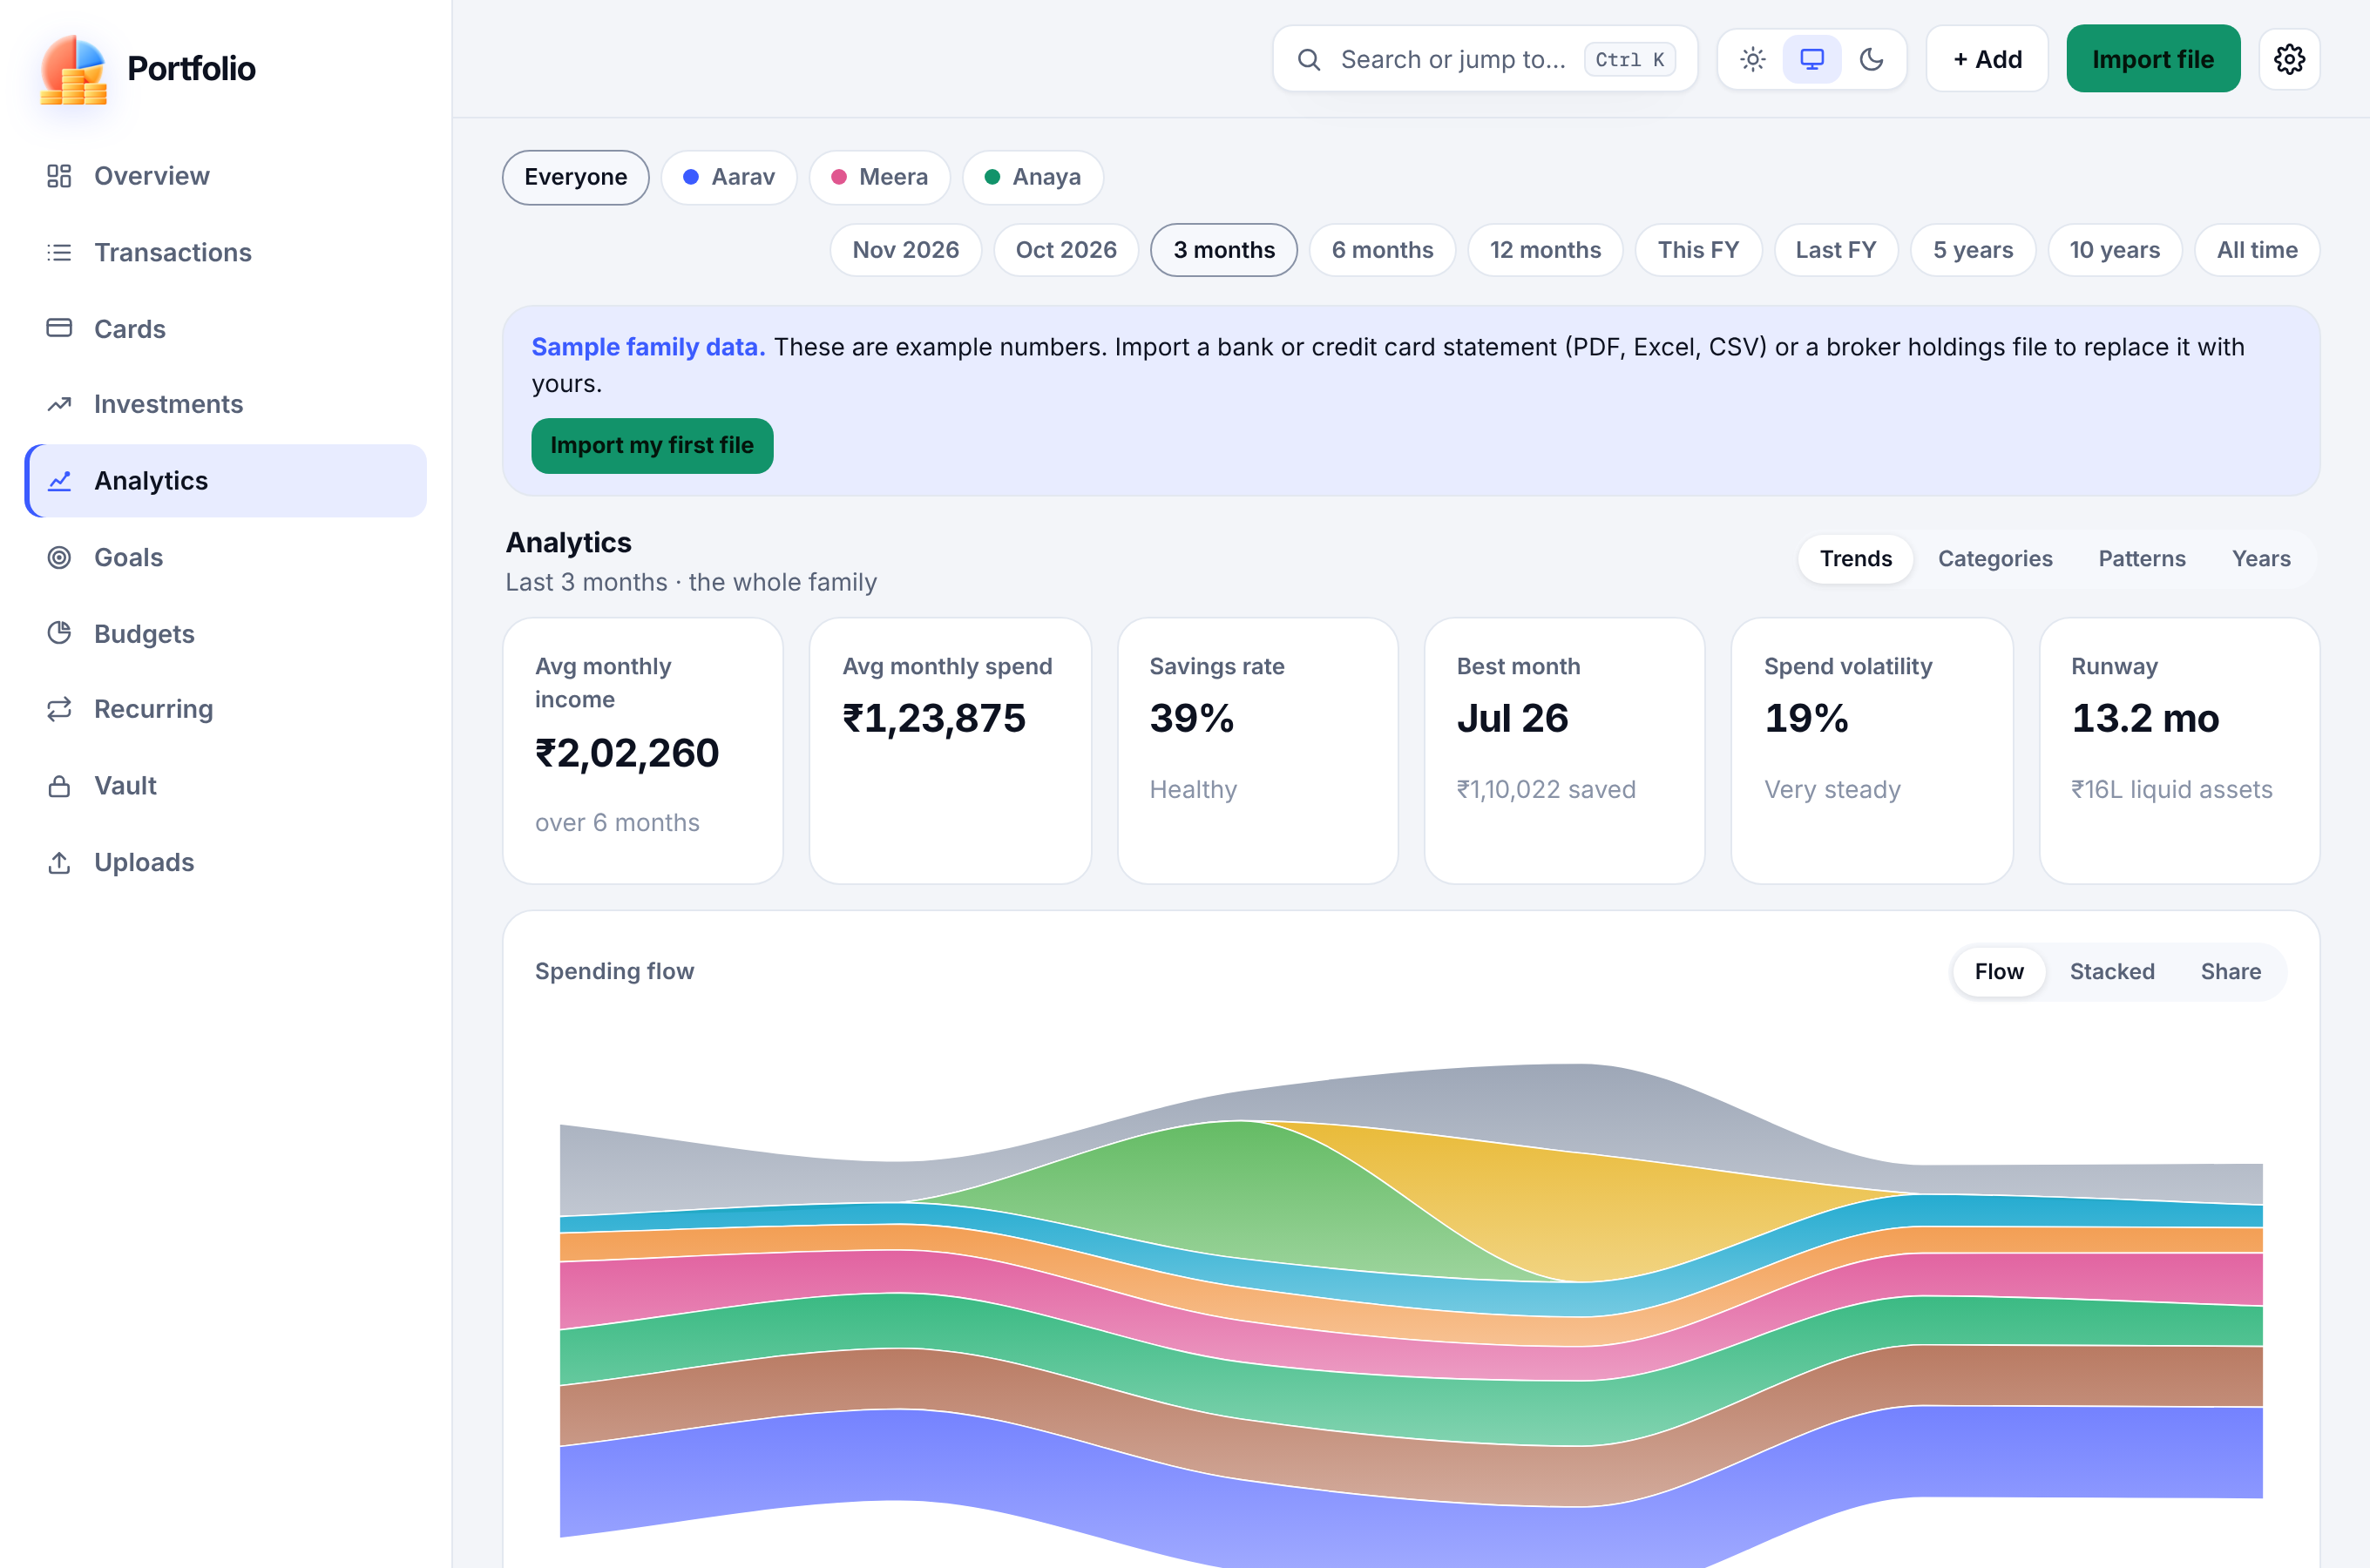 Portfolio
Search or jump to...
Ctrl K
+ Add
Import file
Overview
Transactions
Cards
Investments
Analytics
Goals
Budgets
Recurring
Vault
Uploads
Everyone
Aarav
Meera
Anaya
Nov 2026
Oct 2026
3 months
6 months
12 months
This FY
Last FY
5 years
10 years
All time
Sample family data. These are example numbers. Import a bank or credit card statement (PDF, Excel, CSV) or a broker holdings file to replace it with
yours.
Import my first file
Analytics
Last 3 months · the whole family
Trends
Categories
Patterns
Years
Avg monthly
income
₹2,02,260
over 6 months
Avg monthly spend
₹1,23,875
Savings rate
39%
Healthy
Best month
Jul 26
₹1,10,022 saved
Spend volatility
19%
Very steady
Runway
13.2 mo
₹16L liquid assets
Spending flow
Flow
Stacked
Share